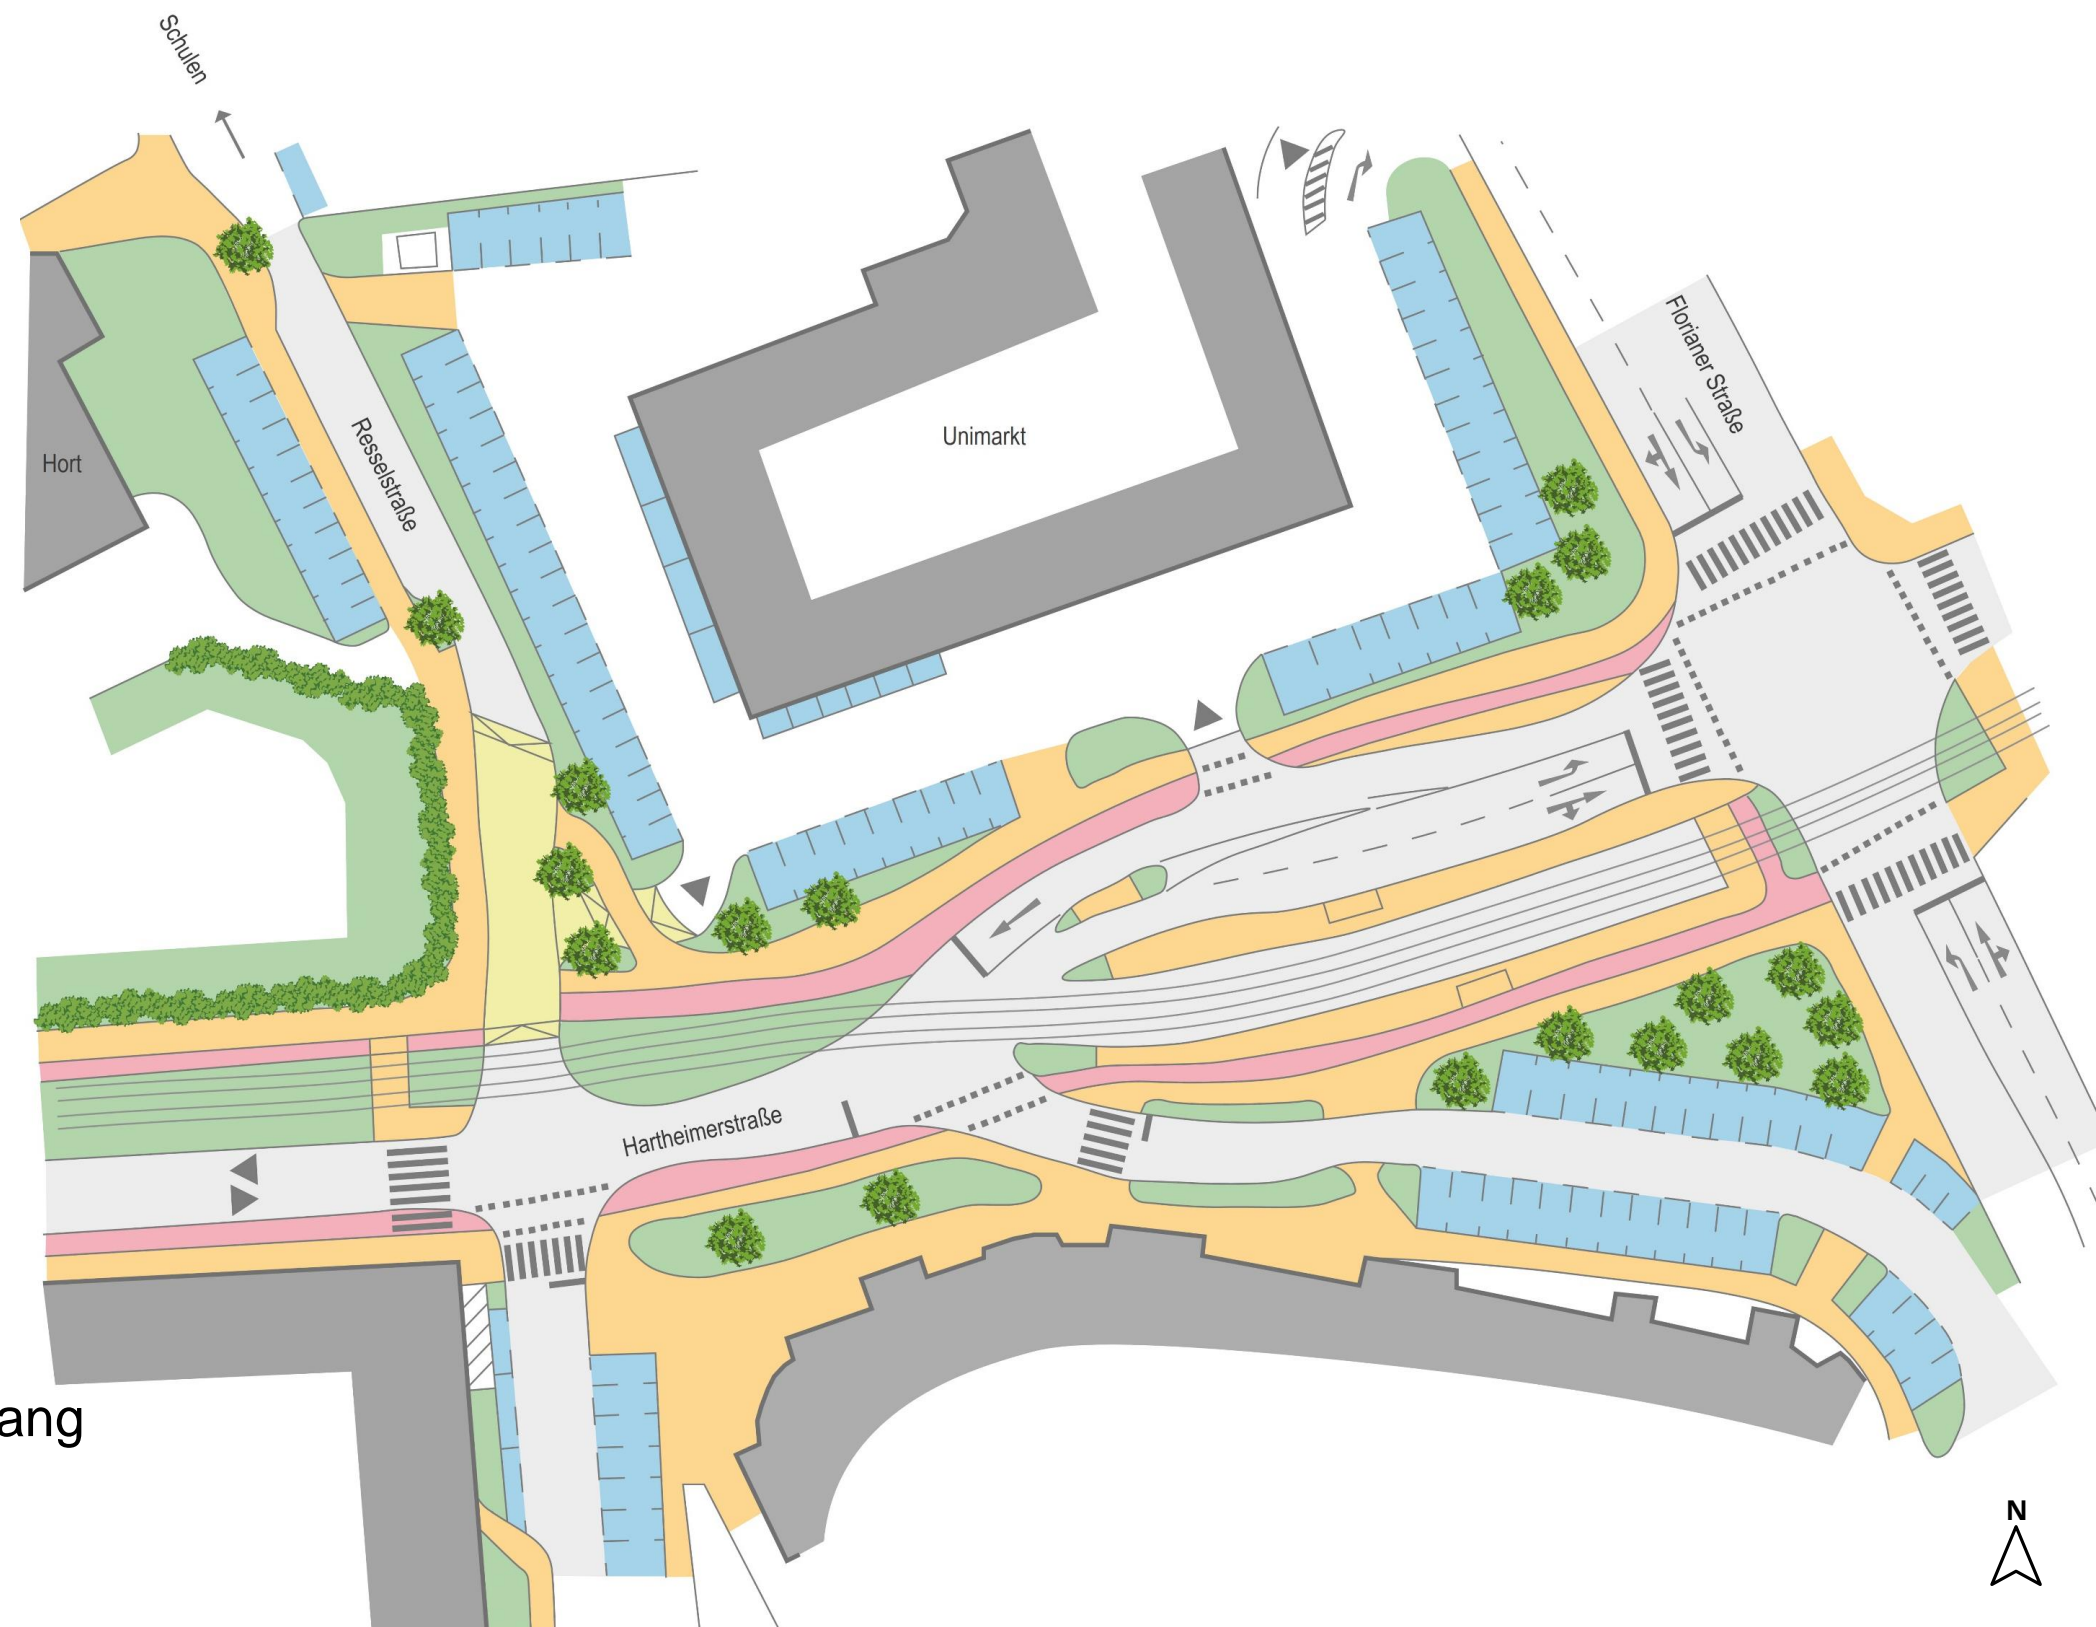 Schulen
Florianer Straße
Unimarkt
Resselstraße
Hort
Hartheimerstraße
ang
N